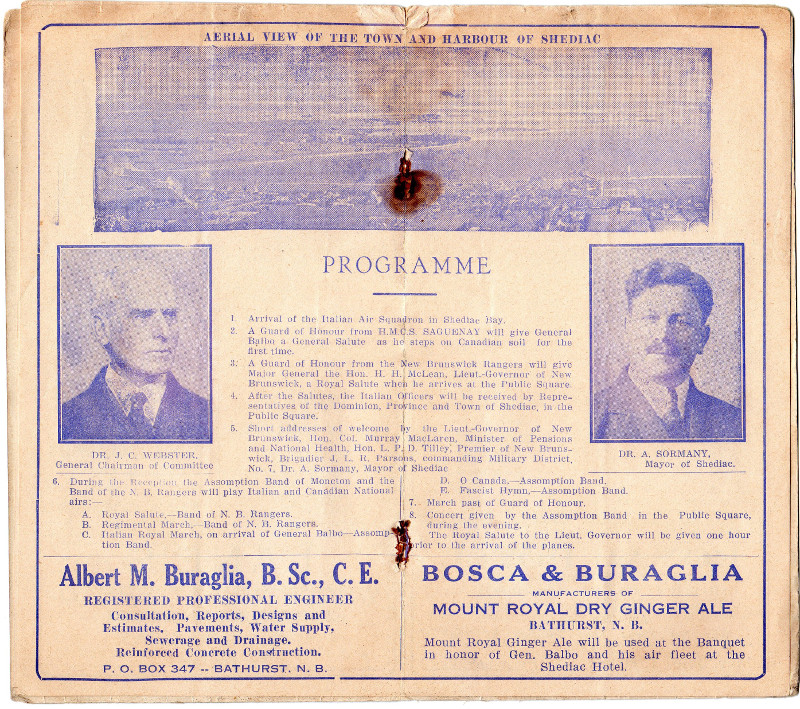 AERIAL VIEW OF THE TOWN AND HARBOUR OF SHEDIAC
PROGRAMME
1. Arrival of the Italian Air Squadron in Shediac Bay.
2. A Guard of Honour from H.M.C.S. SAGUENAY will give General
Balbo a General Salute as he steps on Canadian soil for the
first time.
3. A Guard of Honour from the New Brunswick Rangers will give
Major General the Hon. H. H. McLean, Lieut.-Governor of New
Brunswick, a Royal Salute when he arrives at the Public Square.
4. After the Salutes, the Italian Officers will be received by Repre-
sentatives of the Dominion, Province and Town of Shediac, in the
Public Square.
5. Short addresses of welcome by the Lieut.-Governor of New
Brunswick, Hon. Col. Murray MacLaren, Minister of Pensions
and National Health, Hon. L. P. D. Tilley, Premier of New Bruns-
wick, Brigadier J. L. R. Parsons, commanding Military District,
No. 7, Dr. A. Sormany, Mayor of Shediac
DR. J. C. WEBSTER,
General Chairman of Committee
DR. A. SORMANY,
Mayor of Shediac.
6. During the Reception the Assumption Band of Moncton and the
Band of the N. B. Rangers will play Italian and Canadian National
airs:—
A. Royal Salute,—Band of N. B. Rangers.
B. Regimental March,—Band of N. B. Rangers.
C. Italian Royal March, on arrival of General Balbo—Assump-
tion Band.
D. O Canada,—Assomption Band.
E. Fascist Hymn,—Assomption Band.
7. March past of Guard of Honour.
8. Concert given by the Assomption Band in the Public Square,
during the evening.
The Royal Salute to the Lieut. Governor will be given one hour
prior to the arrival of the planes.
Albert M. Buraglia, B. Sc., C. E.
REGISTERED PROFESSIONAL ENGINEER
Consultation, Reports, Designs and
Estimates, Pavements, Water Supply,
Sewerage and Drainage.
Reinforced Concrete Construction.
P. O. BOX 347 -- BATHURST, N. B.
BOSCA & BURAGLIA
MANUFACTURERS OF
MOUNT ROYAL DRY GINGER ALE
BATHURST, N. B.
Mount Royal Ginger Ale will be used at the Banquet
in honor of Gen. Balbo and his air fleet at the
Shediac Hotel.